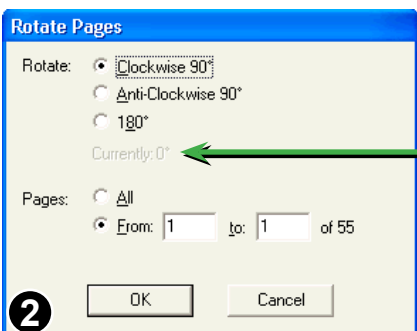 Rotate Pages
Rotate: Clockwise 90°
Anti-Clockwise 90°
180°
Currently: 0°
Pages: All
From: 1 to: 1 of 55
OK Cancel
2